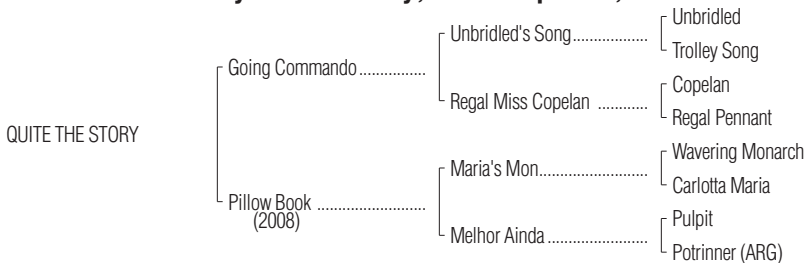 Unbridled
Unbridled's Song.................
Trolley Song
Going Commando................
Copelan
Regal Miss Copelan ............
Regal Pennant
QUITE THE STORY
Wavering Monarch
Maria's Mon.........................
Carlotta Maria
Pillow Book ..........................
(2008)
Pulpit
Melhor Ainda ........................
Potrinner (ARG)